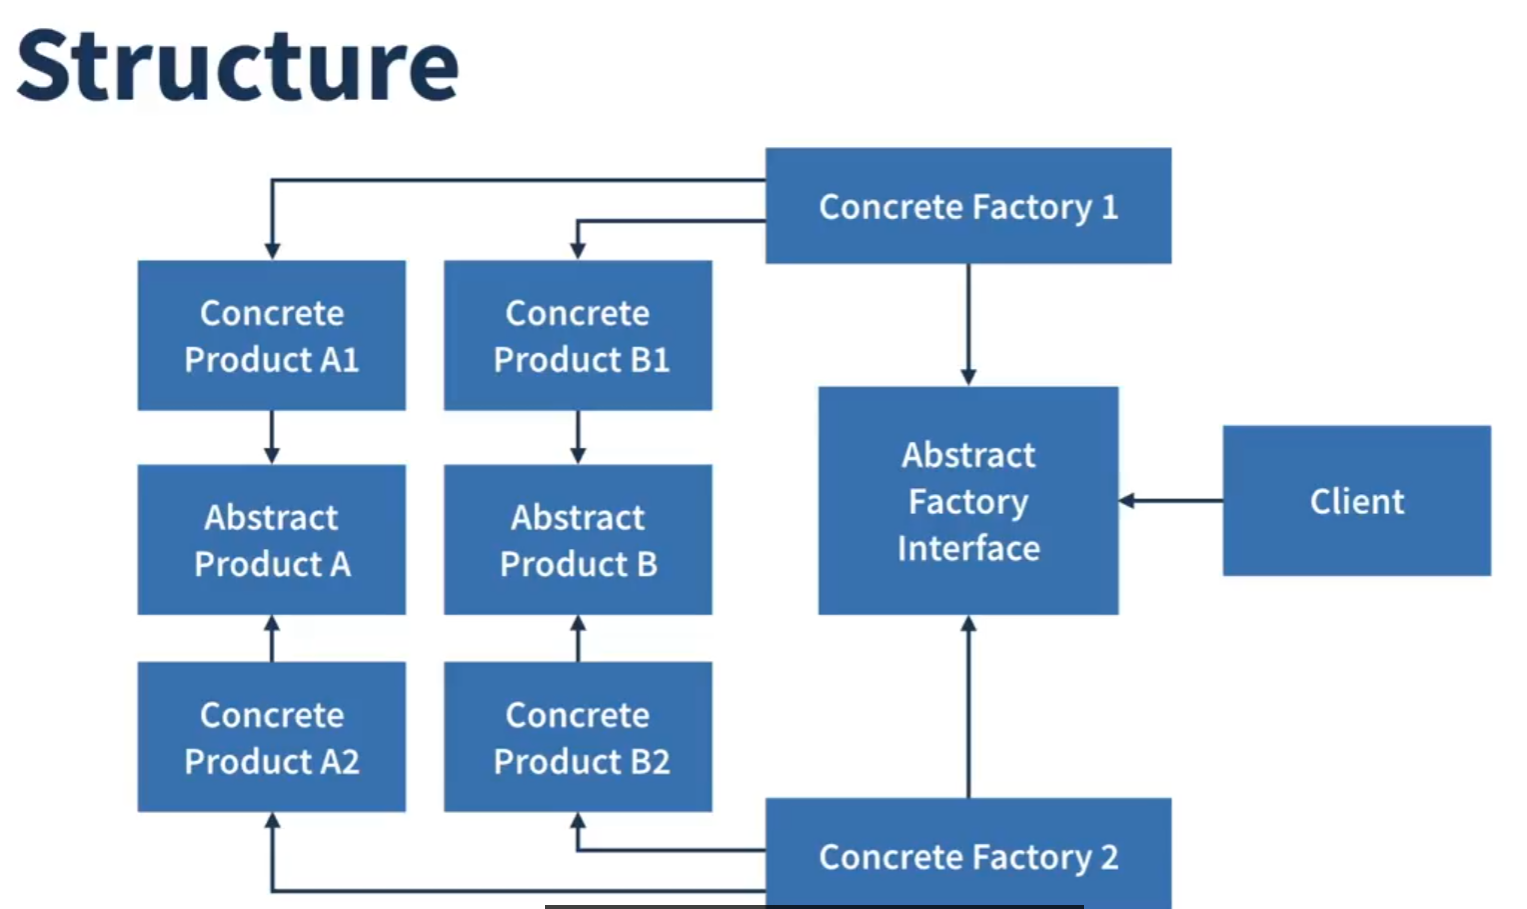 Structure
Concrete Factory 1
Concrete
Product A1
Concrete
Product B1
Abstract
Product A
Abstract
Product B
Abstract
Factory
Interface
Client
Concrete
Product A2
Concrete
Product B2
Concrete Factory 2